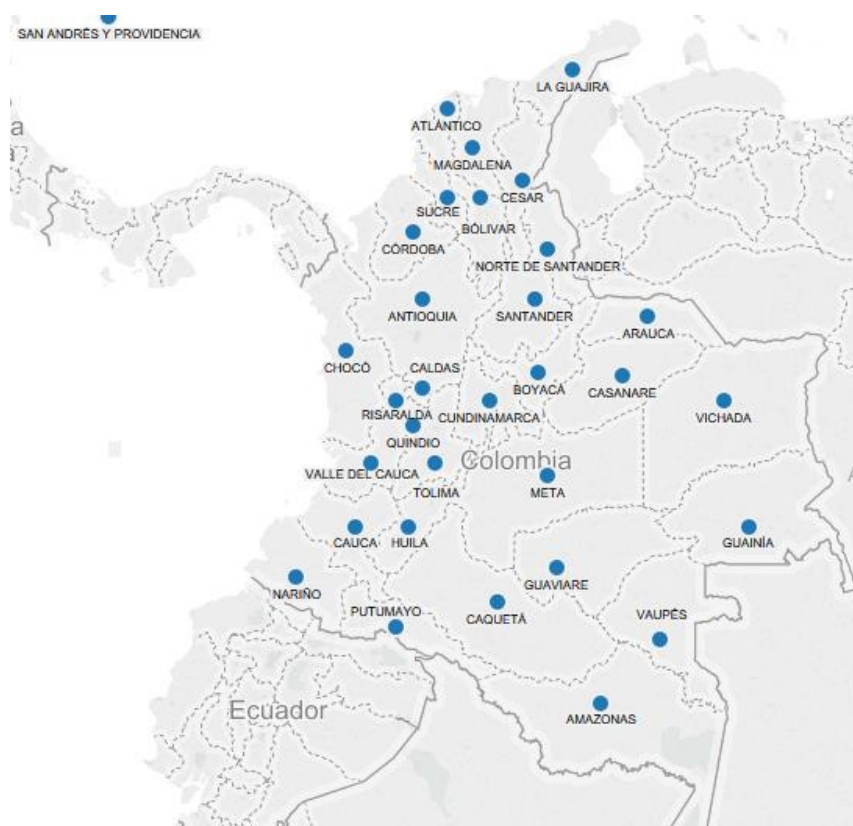 SAN ANDRÉS Y PROVIDENCIA
LA GUAJIRA
ATLÁNTICO
MAGDALENA
CESAR
SUCRE
BÓLIVAR
CÓRDOBA
NORTE DE SANTANDER
ANTIOQUIA
SANTANDER
ARAUCA
CHOCÓ
CALDAS
BOYACÁ
CASANARE
RISARALDA
CUNDINAMARCA
VICHADA
QUINDIO
Colombia
VALLE DEL CAUCA
TOLIMA
META
CAUCA
HUILA
GUAINÍA
GUAVIARE
NARIÑO
PUTUMAYO
CAQUETÁ
VAUPÉS
Ecuador
AMAZONAS